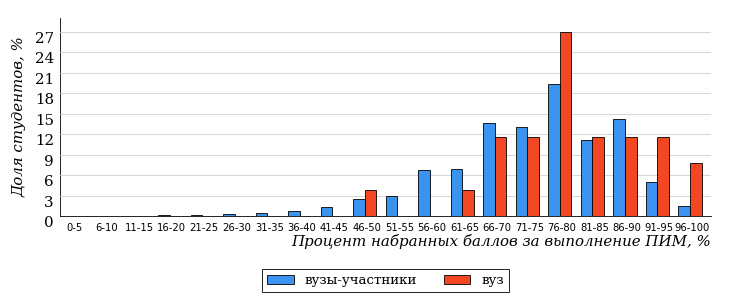 Доля студентов, %
27
24
21
18
15
12
9
6
3
0
0-5 6-10 11-15 16-20 21-25 26-30 31-35 36-40 41-45 46-50 51-55 56-60 61-65 66-70 71-75 76-80 81-85 86-90 91-95 96-100
Процент набранных баллов за выполнение ПИМ, %
вузы-участники вуз